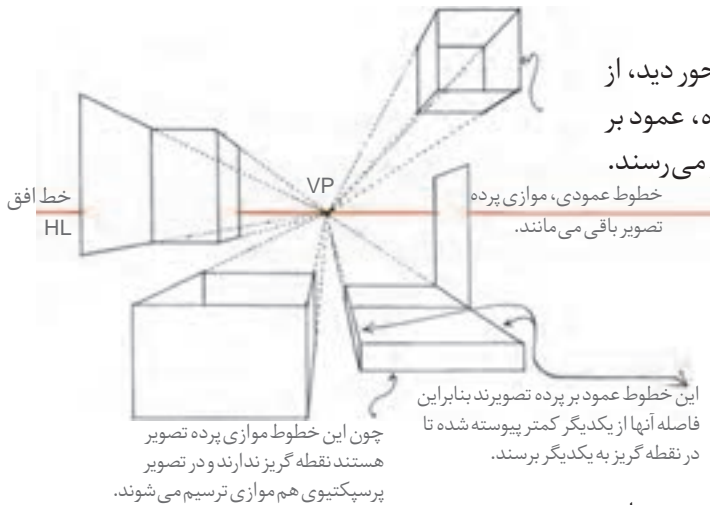 حور دید، از
ه، عمود بر
می‌رسند.
VP
خط افق
HL
خطوط عمودی، موازی پرده
تصویر باقی می‌مانند.
این خطوط عمود بر پرده تصویرند بنابراین
فاصله آنها از یکدیگر کمتر پیوسته شده تا
در نقطه گریز به یکدیگر برسند.
چون این خطوط موازی پرده تصویر
هستند نقطه گریز ندارند و در تصویر
پرسپکتیوی هم موازی ترسیم می‌شوند.